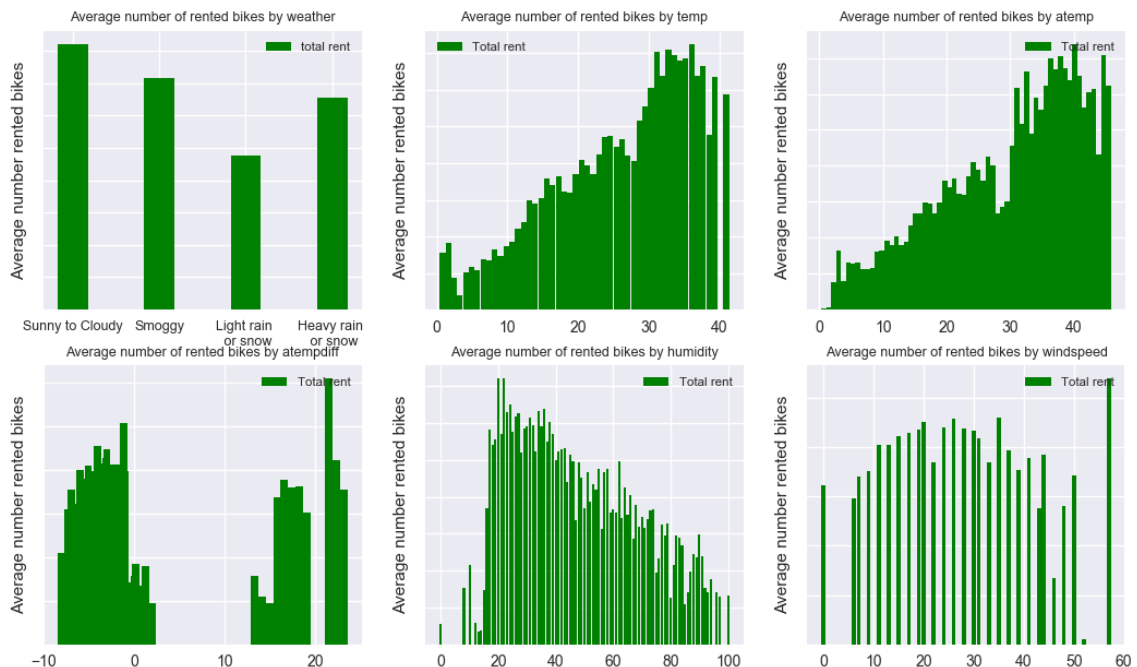 Average number of rented bikes by weather
total rent
Average number rented bikes
Sunny to Cloudy Smoggy Light rain or snow Heavy rain or snow
Average number of rented bikes by temp
Total rent
Average number rented bikes
0 10 20 30 40
Average number of rented bikes by atemp
Total rent
Average number rented bikes
0 10 20 30 40
Average number of rented bikes by atempdiff
Total rent
Average number rented bikes
−10 0 10 20
Average number of rented bikes by humidity
Total rent
Average number rented bikes
0 20 40 60 80 100
Average number of rented bikes by windspeed
Total rent
Average number rented bikes
0 10 20 30 40 50 60